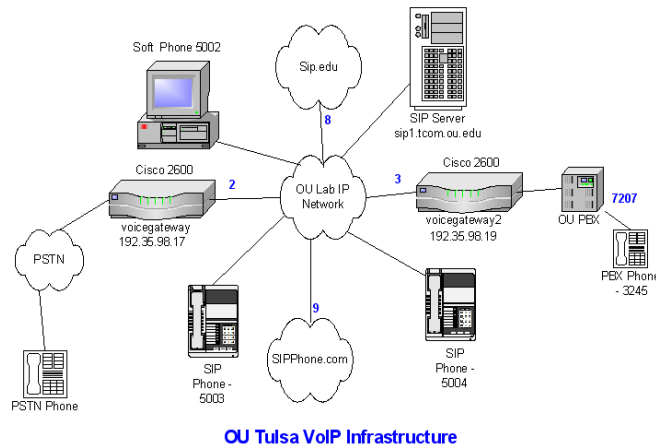 Soft Phone 5002
Sip.edu
SIP Server
sip1.tcom.ou.edu
8
Cisco 2600
2
OU Lab IP
Network
3
Cisco 2600
voicegateway
192.35.98.17
voicegateway2
192.35.98.19
OU PBX
7207
PBX Phone
- 3245
PSTN
PSTN Phone
SIP
Phone -
5003
9
SIPPhone.com
SIP
Phone -
5004
OU Tulsa VoIP Infrastructure